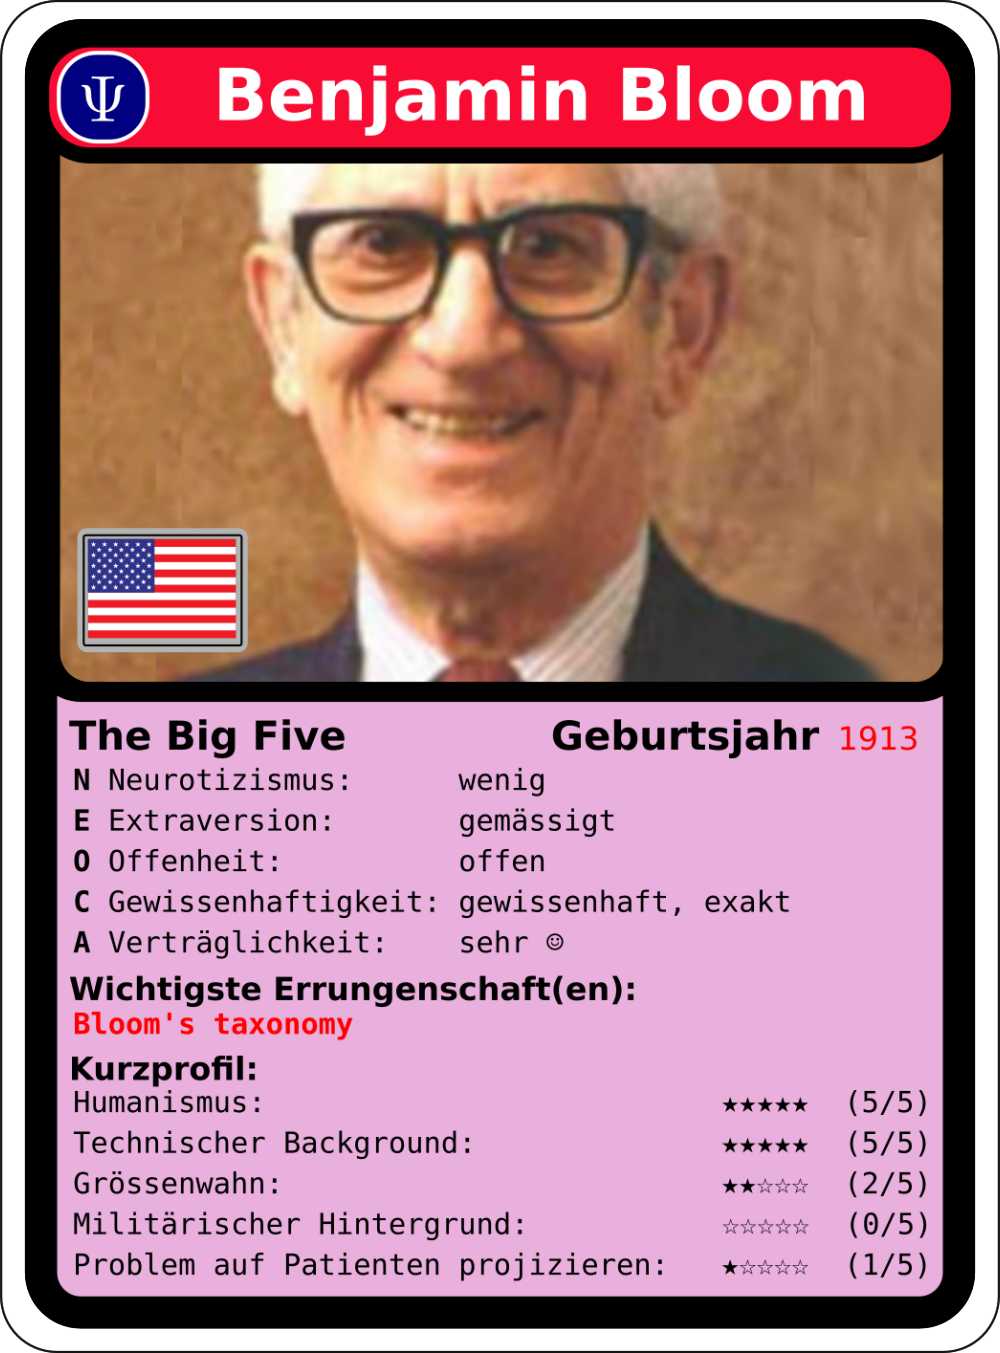 Ψ Benjamin Bloom
The Big Five Geburtsjahr 1913
N Neurotizismus: wenig
E Extraversion: gemässigt
O Offenheit: offen
C Gewissenhaftigkeit: gewissenhaft, exakt
A Verträglichkeit: sehr ☺
Wichtigste Errungenschaft(en):
Bloom's taxonomy
Kurzprofil:
Humanismus: ★★★★★ (5/5)
Technischer Background: ★★★★★ (5/5)
Grössenwahn: ★★☆☆☆ (2/5)
Militärischer Hintergrund: ☆☆☆☆☆ (0/5)
Problem auf Patienten projizieren: ★☆☆☆☆ (1/5)